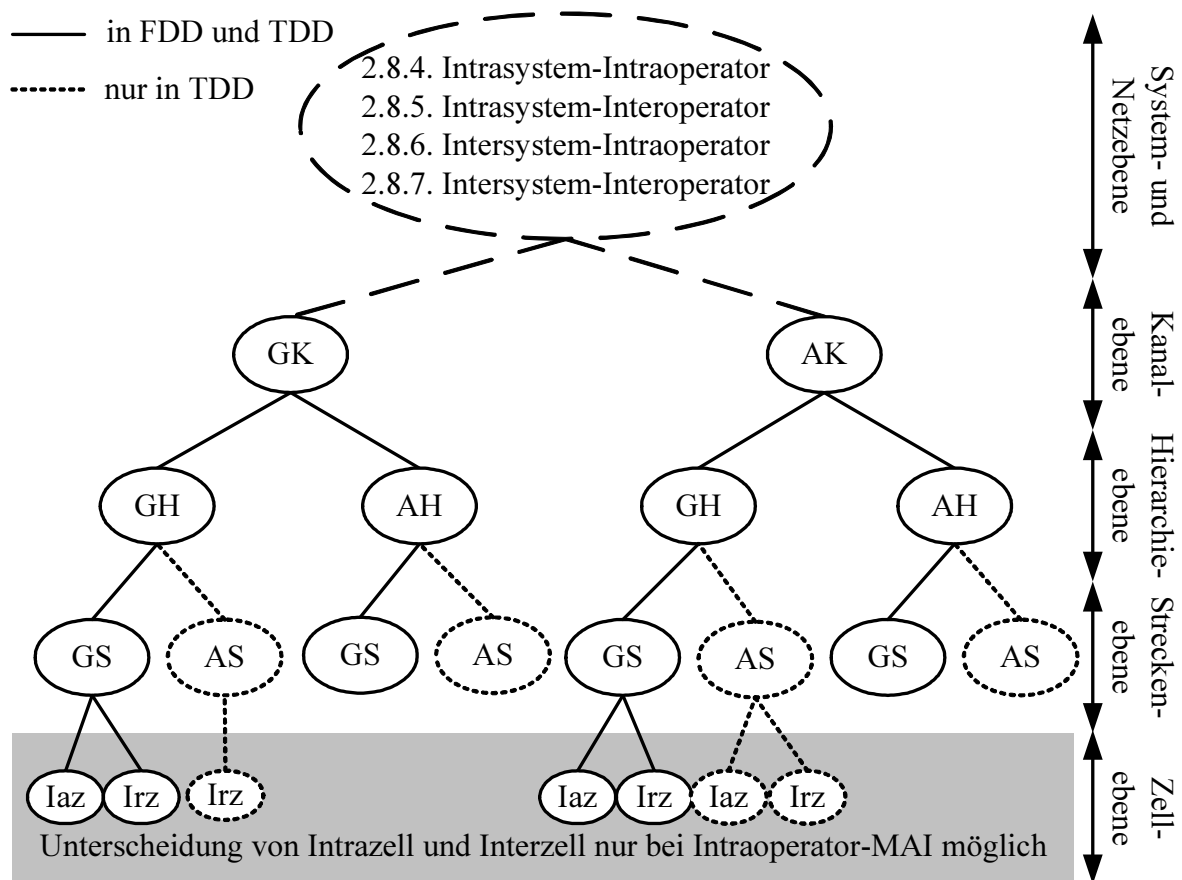 in FDD und TDD
nur in TDD
2.8.4. Intrasystem-Intraoperator
2.8.5. Intrasystem-Interoperator
2.8.6. Intersystem-Intraoperator
2.8.7. Intersystem-Interoperator
System- und
Netzebene
GK
AK
Kanal-
ebene
GH
AH
GH
AH
Hierarchie-
ebene
GS
AS
GS
AS
GS
AS
GS
AS
Strecken-
ebene
Iaz
Irz
Irz
Iaz
Irz
Iaz
Irz
Zell-
ebene
Unterscheidung von Intrazell und Interzell nur bei Intraoperator-MAI möglich